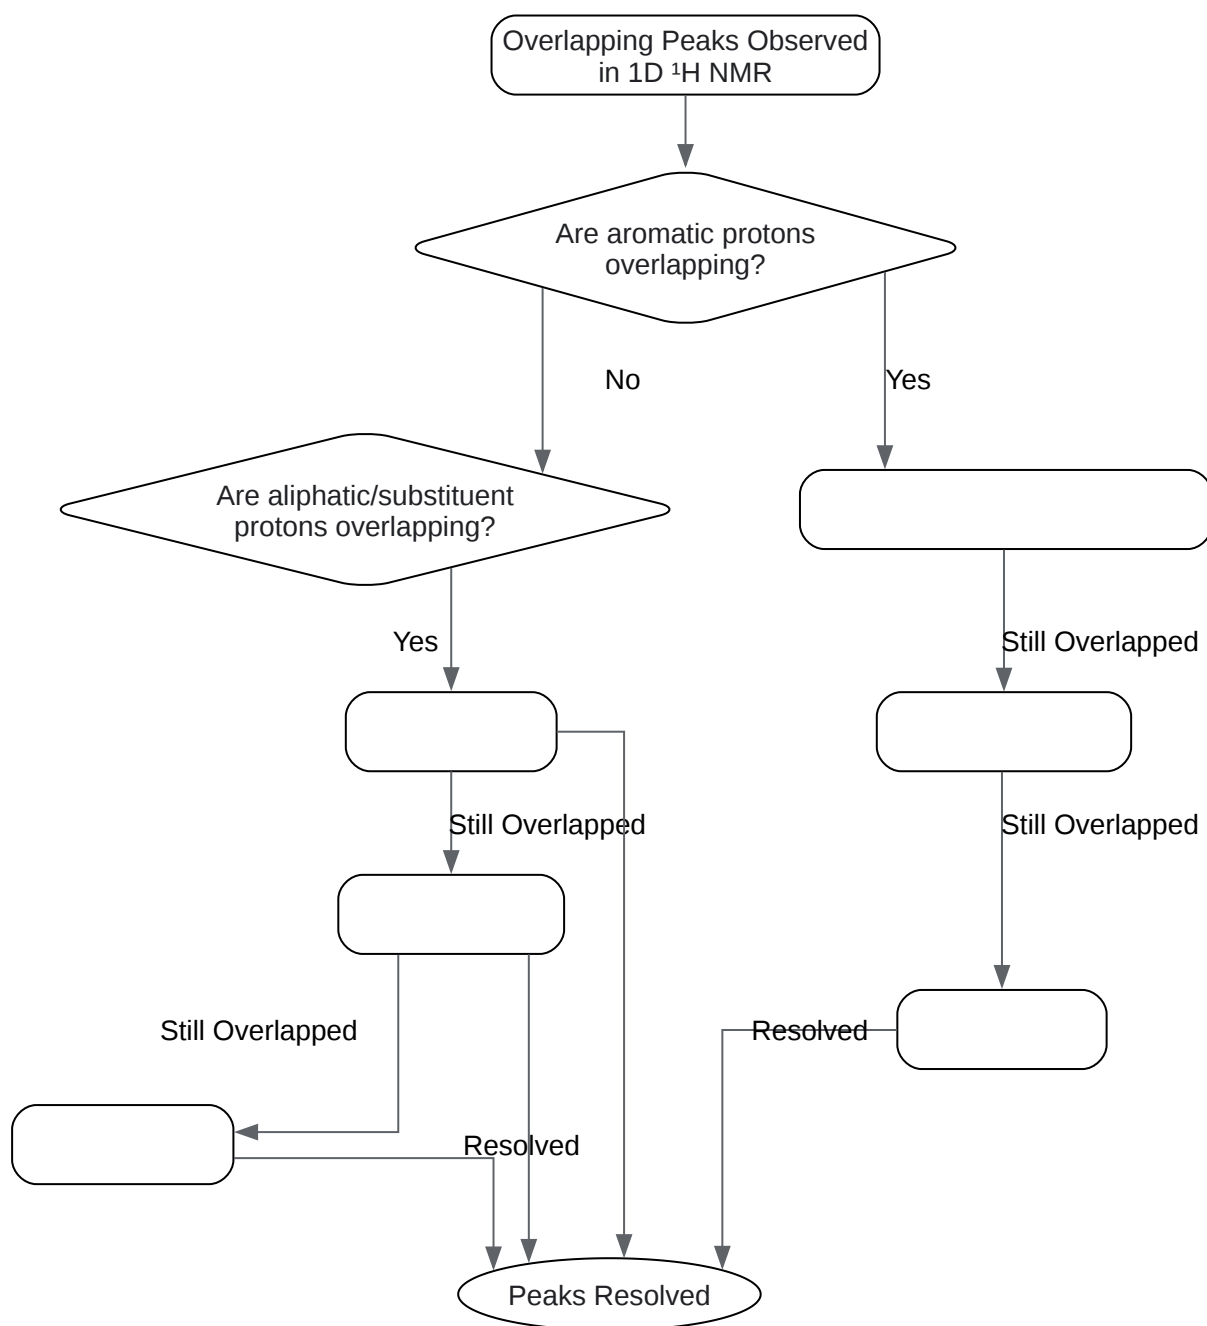 Overlapping Peaks Observed
in 1D ¹H NMR
Are aromatic protons
overlapping?
No
Yes
Are aliphatic/substituent
protons overlapping?
Yes
Still Overlapped
Still Overlapped
Still Overlapped
Still Overlapped
Resolved
Resolved
Peaks Resolved